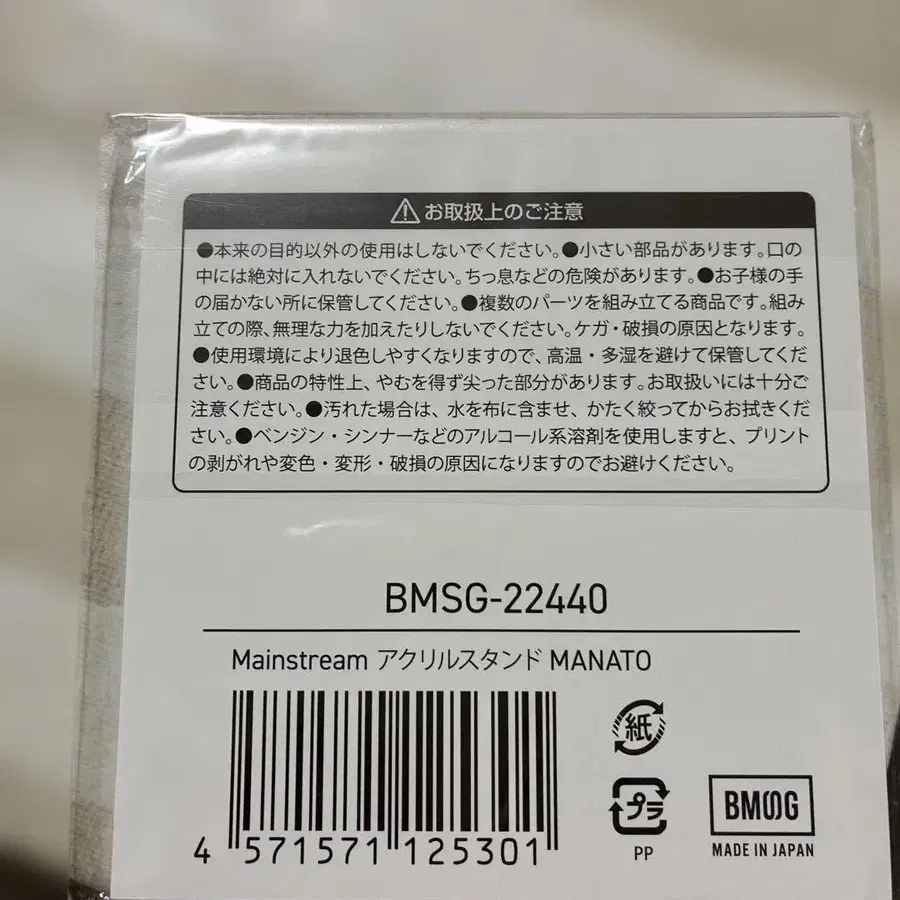 ⚠お取扱上のご注意
●本来の目的以外の使用はしないでください。●小さい部品があります。口の
中には絶対に入れないでください。ちっ息などの危険があります。●お子様の手
の届かない所に保管してください。●複数のパーツを組み立てる商品です。組み
立ての際、無理な力を加えたりしないでください。ケガ・破損の原因となります。
●使用環境により退色しやすくなりますので、高温・多湿を避けて保管してくだ
さい。●商品の特性上、やむを得ず尖った部分があります。お取扱いには十分ご
注意ください。●汚れた場合は、水を布に含ませ、かたく絞ってからお拭きくだ
さい。●ベンジン・シンナーなどのアルコール系溶剤を使用しますと、プリント
の剥がれや変色・変形・破損の原因になりますのでお避けください。
BMSG-22440
Mainstream アクリルスタンド MANATO
4 571571 125301
紙
プラ
PP
BMSG
MADE IN JAPAN